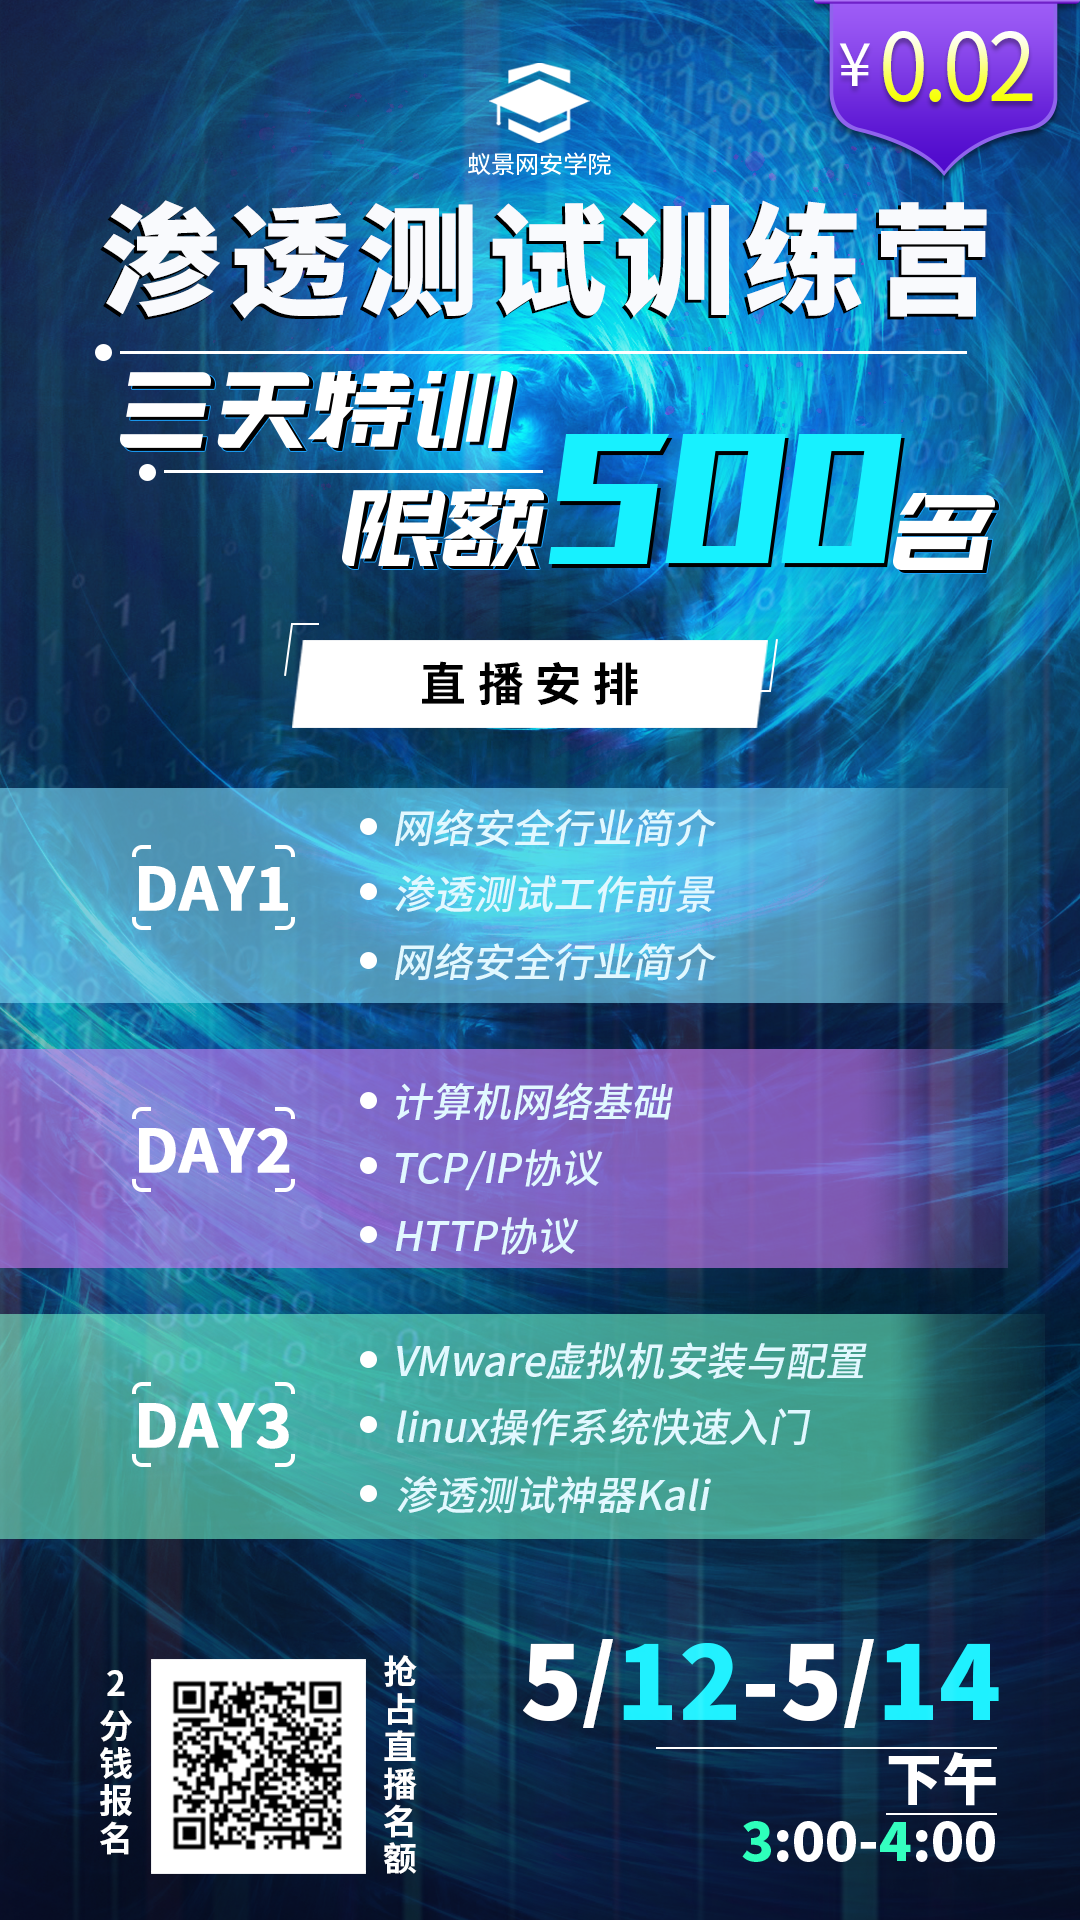 ¥0.02
蚁景网安学院
渗透测试训练营
三天特训
限额500名
直播安排
DAY1
网络安全行业简介
渗透测试工作前景
网络安全行业简介
DAY2
计算机网络基础
TCP/IP协议
HTTP协议
DAY3
VMware虚拟机安装与配置
linux操作系统快速入门
渗透测试神器Kali
2分钱报名
抢占直播名额
5/12-5/14
下午
3:00-4:00